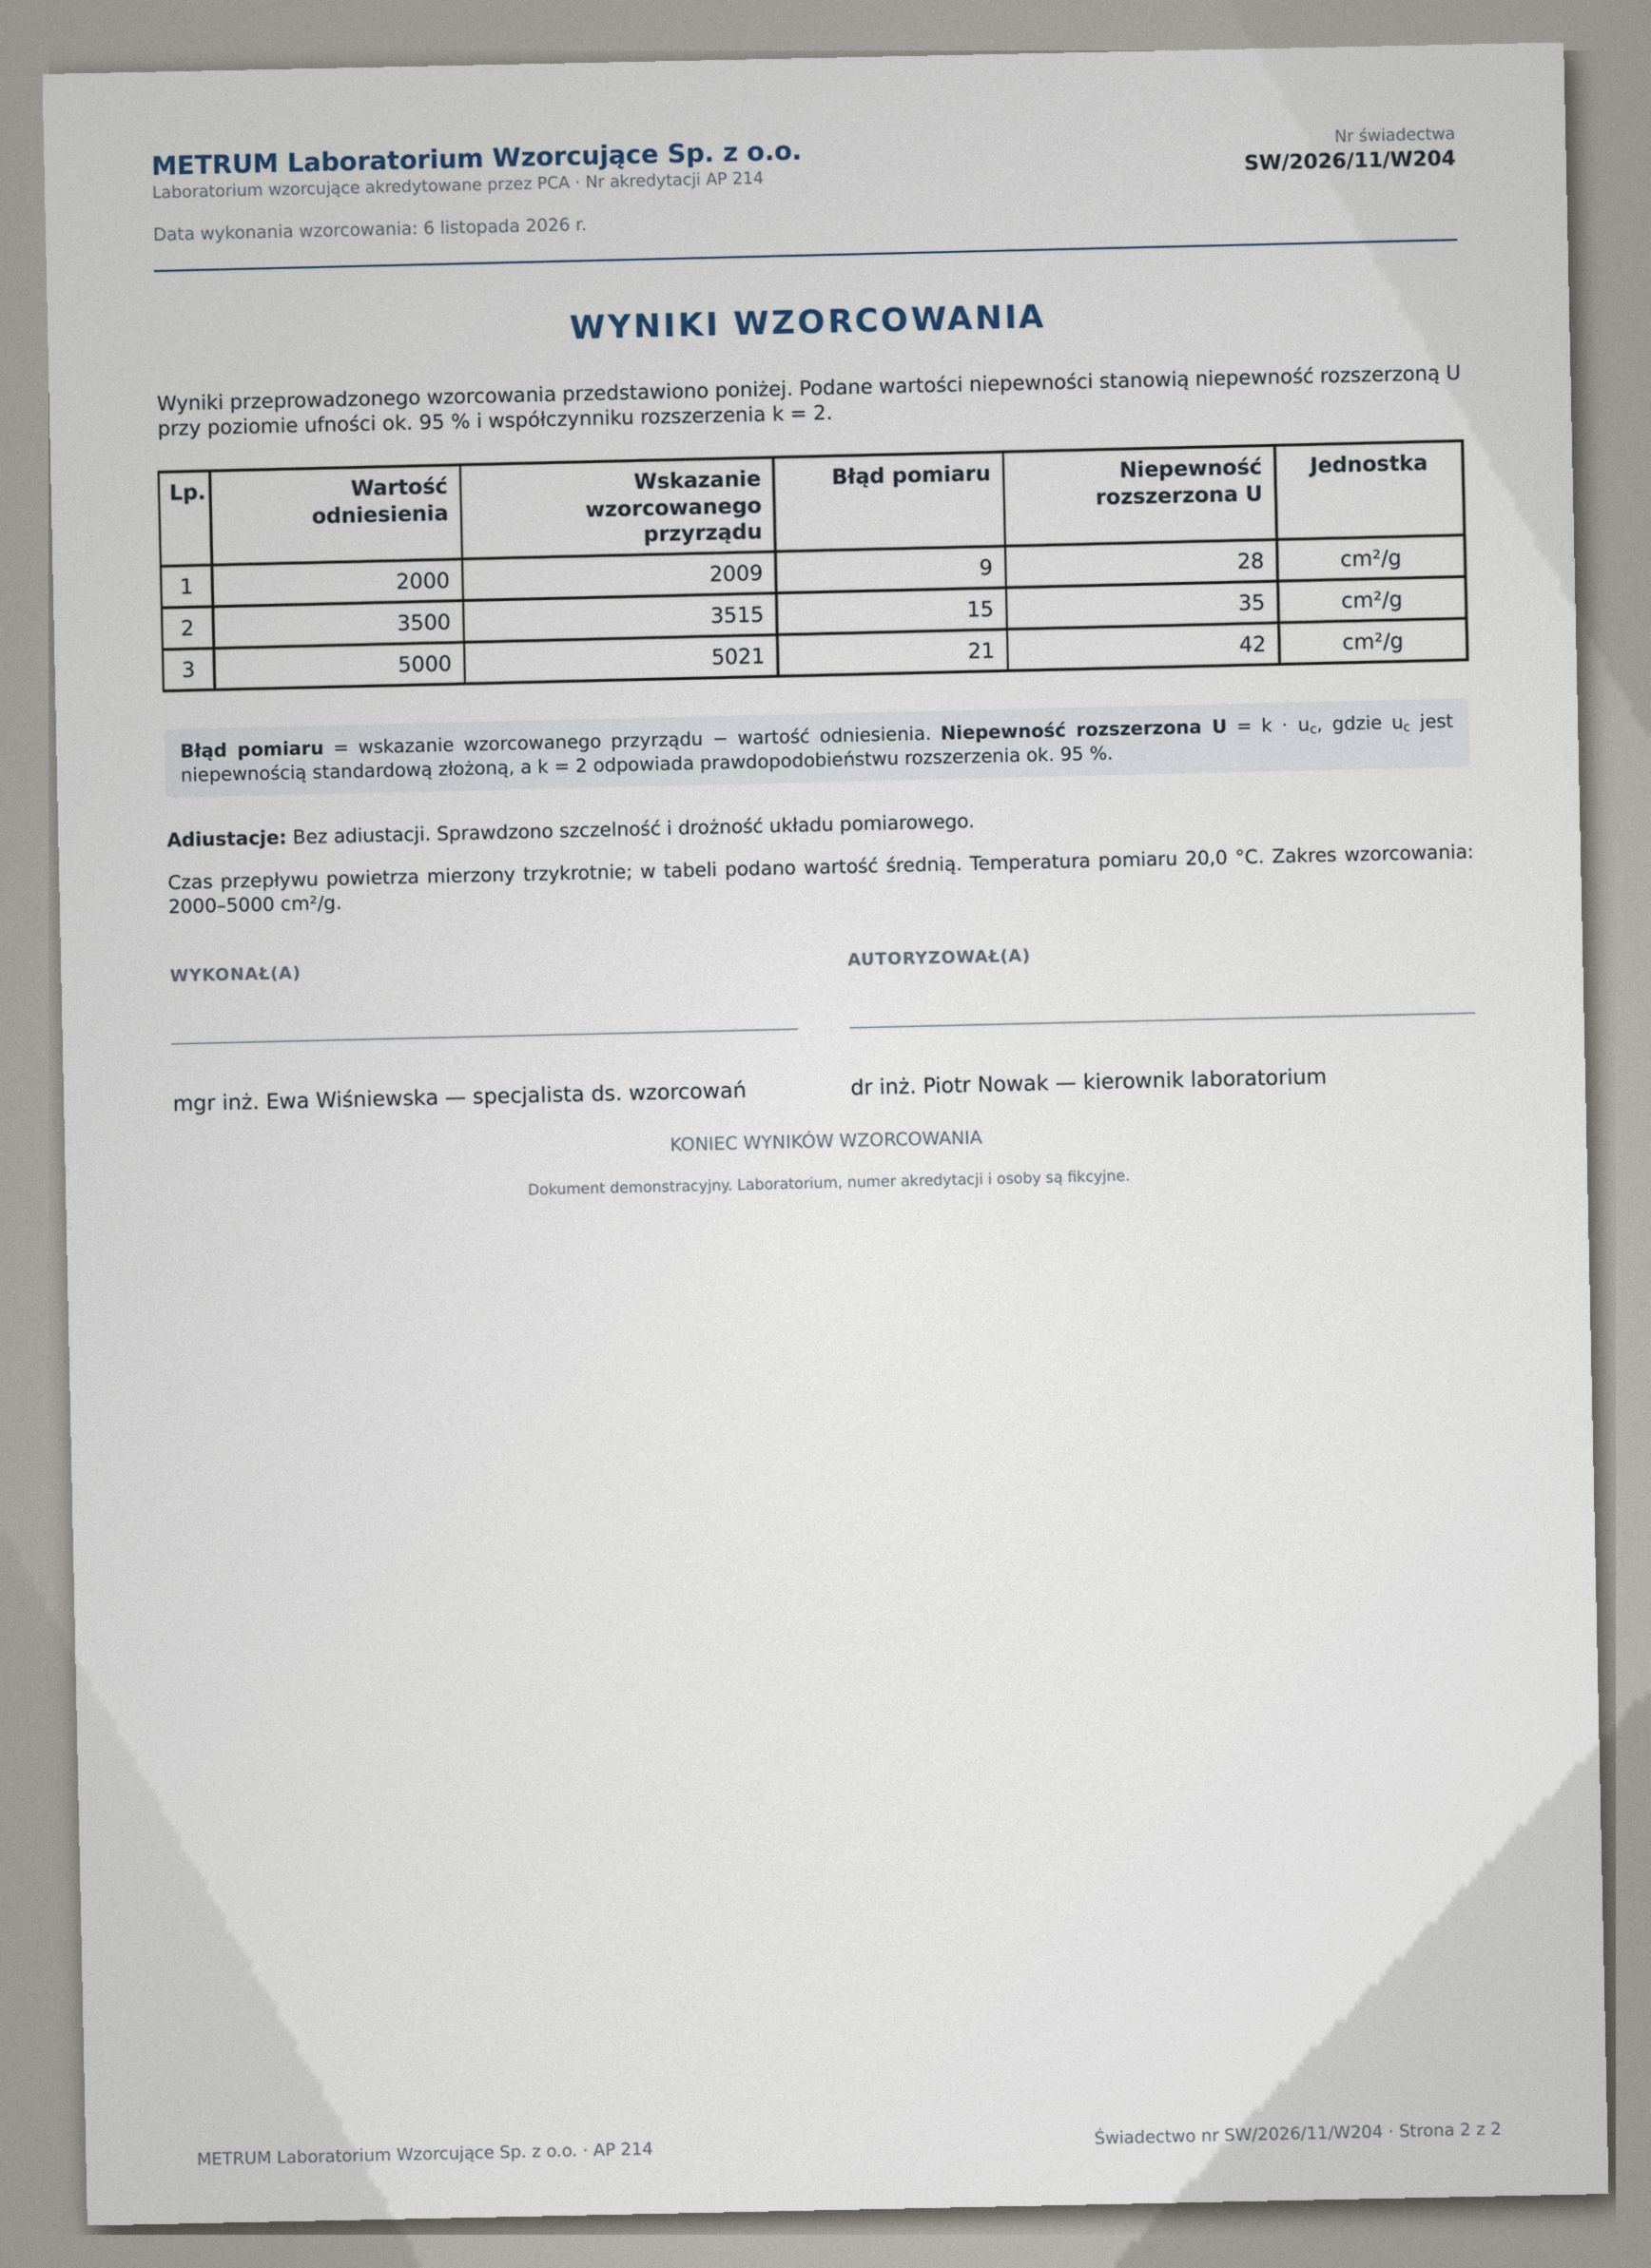 METRUM Laboratorium Wzorcujące Sp. z o.o.
Laboratorium wzorcujące akredytowane przez PCA · Nr akredytacji AP 214
Data wykonania wzorcowania: 6 listopada 2026 r.
Nr świadectwa
SW/2026/11/W204
WYNIKI WZORCOWANIA
Wyniki przeprowadzonego wzorcowania przedstawiono poniżej. Podane wartości niepewności stanowią niepewność rozszerzoną U
przy poziomie ufności ok. 95 % i współczynniku rozszerzenia k = 2.
Lp. Wartość odniesienia Wskazanie wzorcowanego przyrządu Błąd pomiaru Niepewność rozszerzona U Jednostka
1 2000 2009 9 28 cm²/g
2 3500 3515 15 35 cm²/g
3 5000 5021 21 42 cm²/g
Błąd pomiaru = wskazanie wzorcowanego przyrządu − wartość odniesienia. Niepewność rozszerzona U = k · uc, gdzie uc jest
niepewnością standardową złożoną, a k = 2 odpowiada prawdopodobieństwu rozszerzenia ok. 95 %.
Adiustacje: Bez adiustacji. Sprawdzono szczelność i drożność układu pomiarowego.
Czas przepływu powietrza mierzony trzykrotnie; w tabeli podano wartość średnią. Temperatura pomiaru 20,0 °C. Zakres wzorcowania:
2000–5000 cm²/g.
WYKONAŁ(A)
mgr inż. Ewa Wiśniewska — specjalista ds. wzorcowań
AUTORYZOWAŁ(A)
dr inż. Piotr Nowak — kierownik laboratorium
KONIEC WYNIKÓW WZORCOWANIA
Dokument demonstracyjny. Laboratorium, numer akredytacji i osoby są fikcyjne.
METRUM Laboratorium Wzorcujące Sp. z o.o. · AP 214
Świadectwo nr SW/2026/11/W204 · Strona 2 z 2